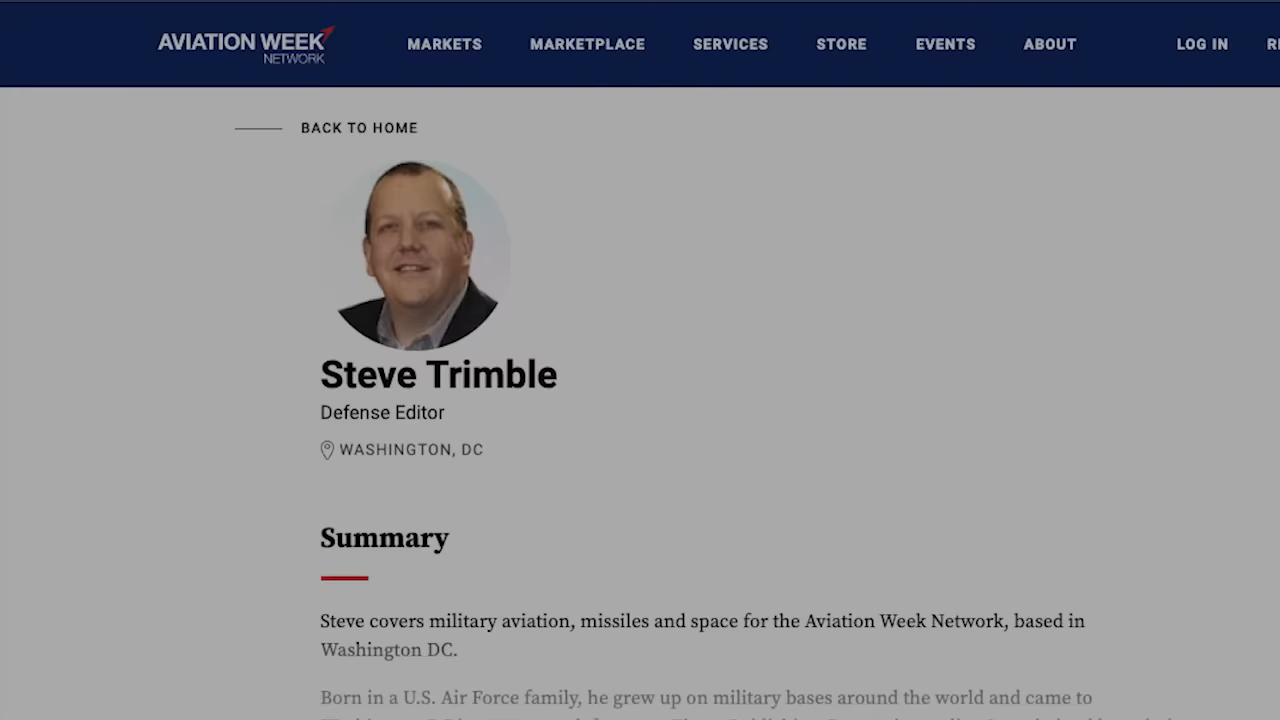 AVIATION WEEK
NETWORK
MARKETS
MARKETPLACE
SERVICES
STORE
EVENTS
ABOUT
LOG IN
BACK TO HOME
Steve Trimble
Defense Editor
WASHINGTON, DC
Summary
Steve covers military aviation, missiles and space for the Aviation Week Network, based in
Washington DC.
Born in a U.S. Air Force family, he grew up on military bases around the world and came to